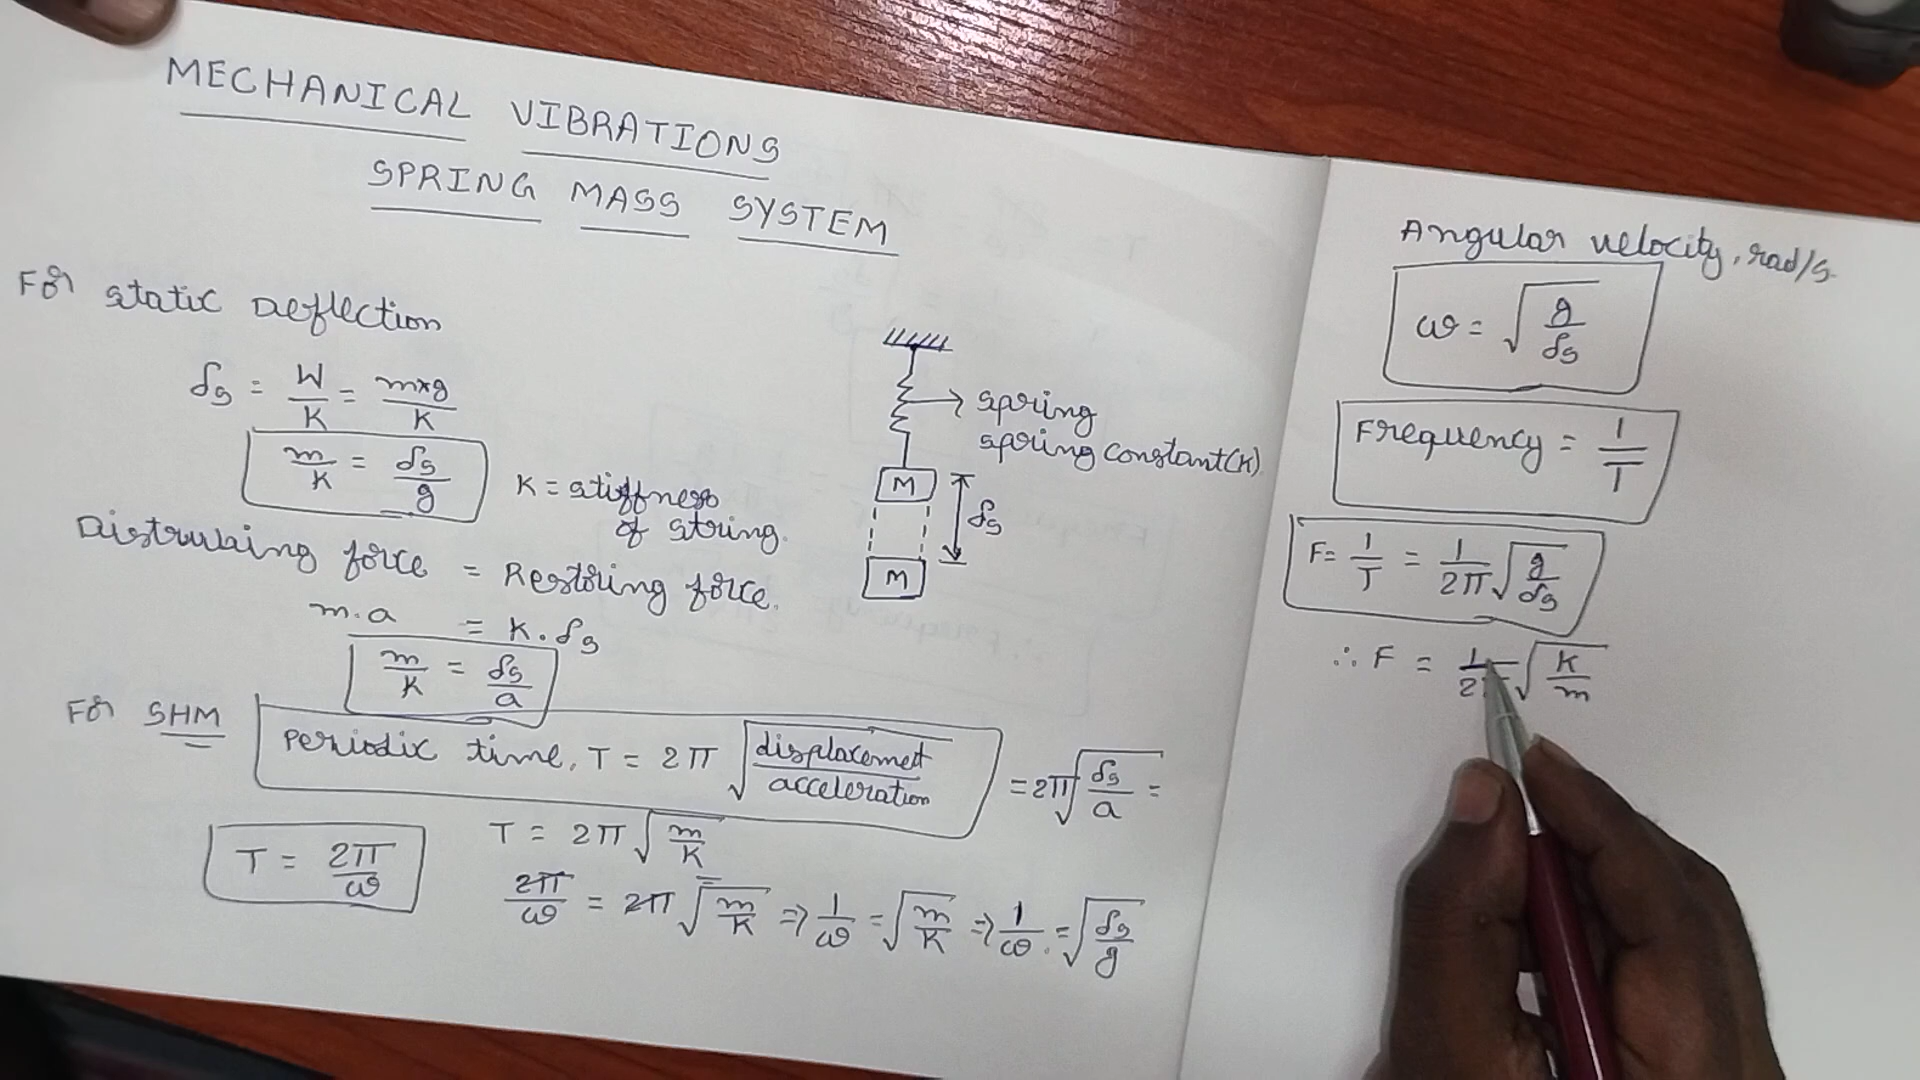 MECHANICAL VIBRATIONS
SPRING MASS SYSTEM
For static Deflection
δs = W/K = m×g/K
m/K = δs/g
K = stiffness
of string.
Distrubing force = Restoring force.
m.a = K.δs
m/K = δs/a
spring
spring constant(K)
M
δs
M
For SHM
Periodic time, T = 2π √(displacement/acceleration) = 2π√(δs/a) =
T = 2π/ω
T = 2π√(m/K)
2π/ω = 2π√(m/K) ⇒ 1/ω = √(m/K) ⇒ 1/ω = √(δs/g)
Angular velocity, rad/s.
ω = √(g/δs)
Frequency = 1/T
F = 1/T = 1/2π √(g/δs)
∴ F = 1/2π √(K/m)